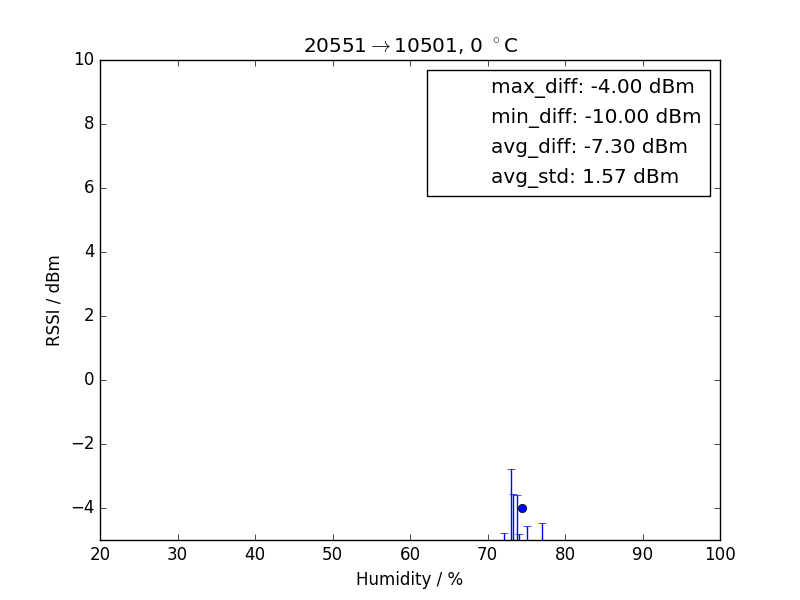 20551→10501, 0 °C
max_diff: -4.00 dBm
min_diff: -10.00 dBm
avg_diff: -7.30 dBm
avg_std: 1.57 dBm
10
8
6
4
2
0
−2
−4
RSSI / dBm
20 30 40 50 60 70 80 90 100
Humidity / %